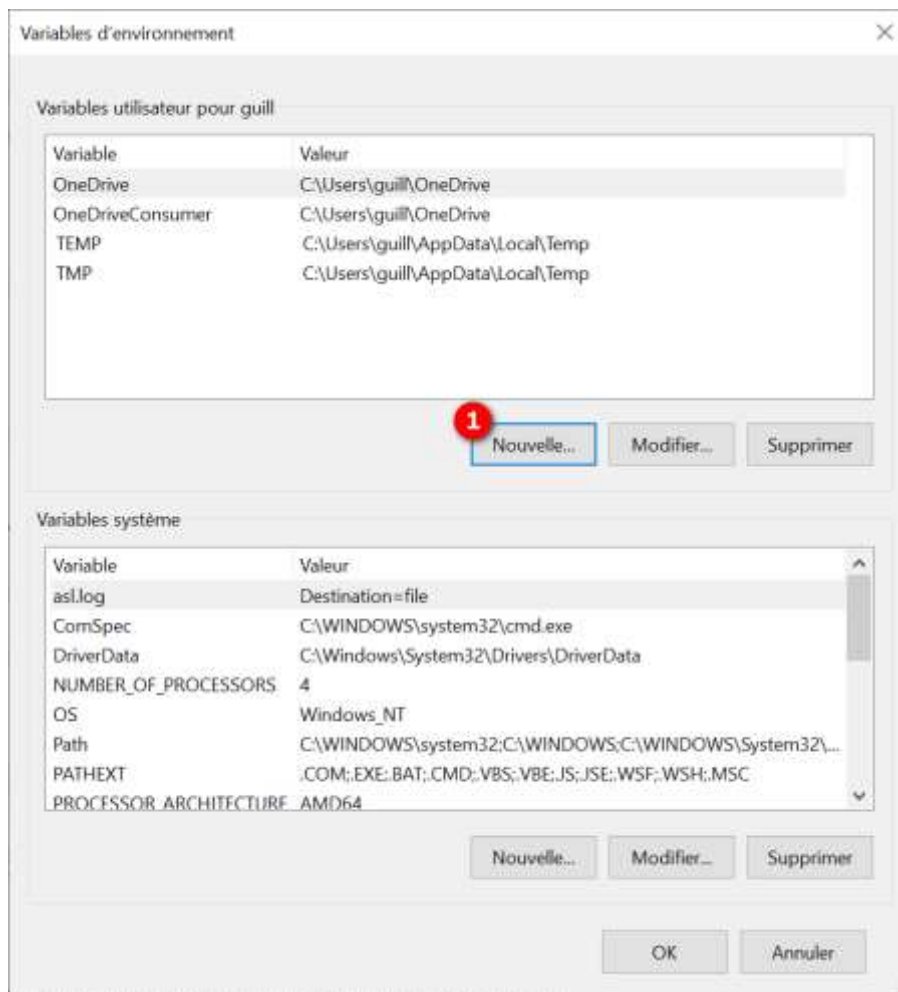 Variables d'environnement
Variables utilisateur pour guill
Variable Valeur
OneDrive C:\Users\guill\OneDrive
OneDriveConsumer C:\Users\guill\OneDrive
TEMP C:\Users\guill\AppData\Local\Temp
TMP C:\Users\guill\AppData\Local\Temp
1
Nouvelle... Modifier... Supprimer
Variables système
Variable Valeur
asl.log Destination=file
ComSpec C:\WINDOWS\system32\cmd.exe
DriverData C:\Windows\System32\Drivers\DriverData
NUMBER_OF_PROCESSORS 4
OS Windows_NT
Path C:\WINDOWS\system32;C:\WINDOWS;C:\WINDOWS\System32\...
PATHEXT .COM;.EXE;.BAT;.CMD;.VBS;.VBE;.JS;.JSE;.WSF;.WSH;.MSC
PROCESSOR_ARCHITECTURE AMD64
Nouvelle... Modifier... Supprimer
OK Annuler